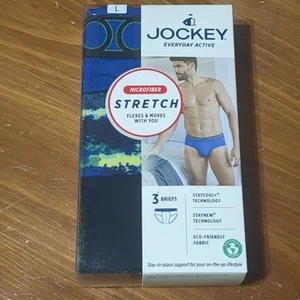 L
JOCKEY
EVERYDAY ACTIVE
MICROFIBER
STRETCH
FLEXES & MOVES
WITH YOU
3 BRIEFS
STAYCOOL+™
TECHNOLOGY
STAYNEW®
TECHNOLOGY
ECO-FRIENDLY
FABRIC
Stay-in-place support for your on-the-go lifestyle